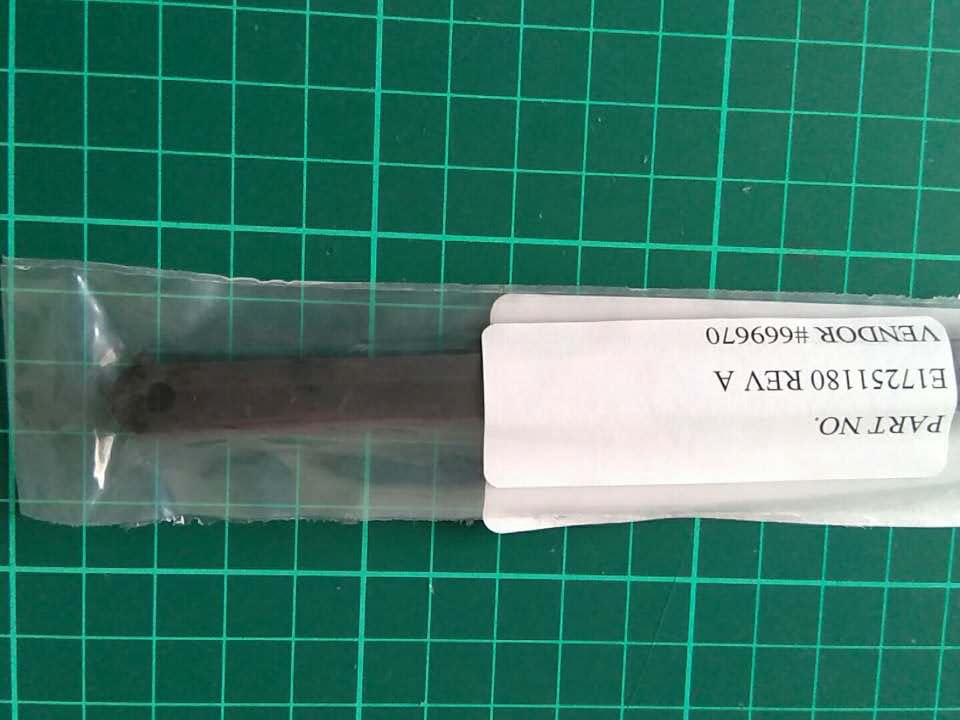 PART NO.
E17251180 REV A
VENDOR #669670